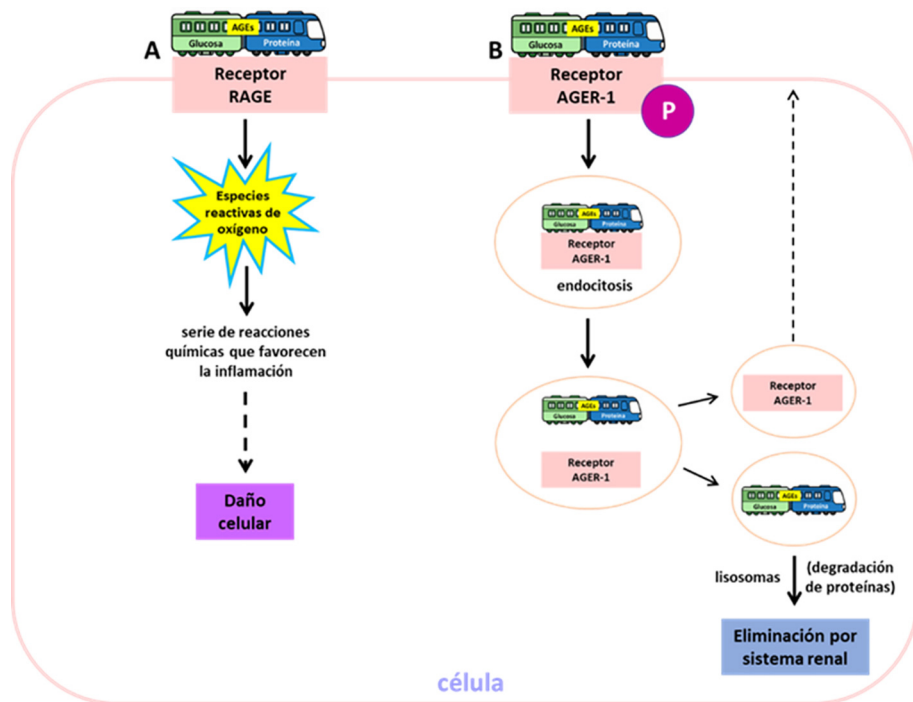 A
AGEs
Glucosa
Proteína
Receptor
RAGE
Especies
reactivas de
oxígeno
serie de reacciones
químicas que favorecen
la inflamación
Daño
celular
B
AGEs
Glucosa
Proteína
Receptor
AGER-1
P
AGEs
Glucosa
Proteína
Receptor
AGER-1
endocitosis
AGEs
Glucosa
Proteína
Receptor
AGER-1
Receptor
AGER-1
AGEs
Glucosa
Proteína
lisosomas
(degradación
de proteínas)
Eliminación por
sistema renal
célula